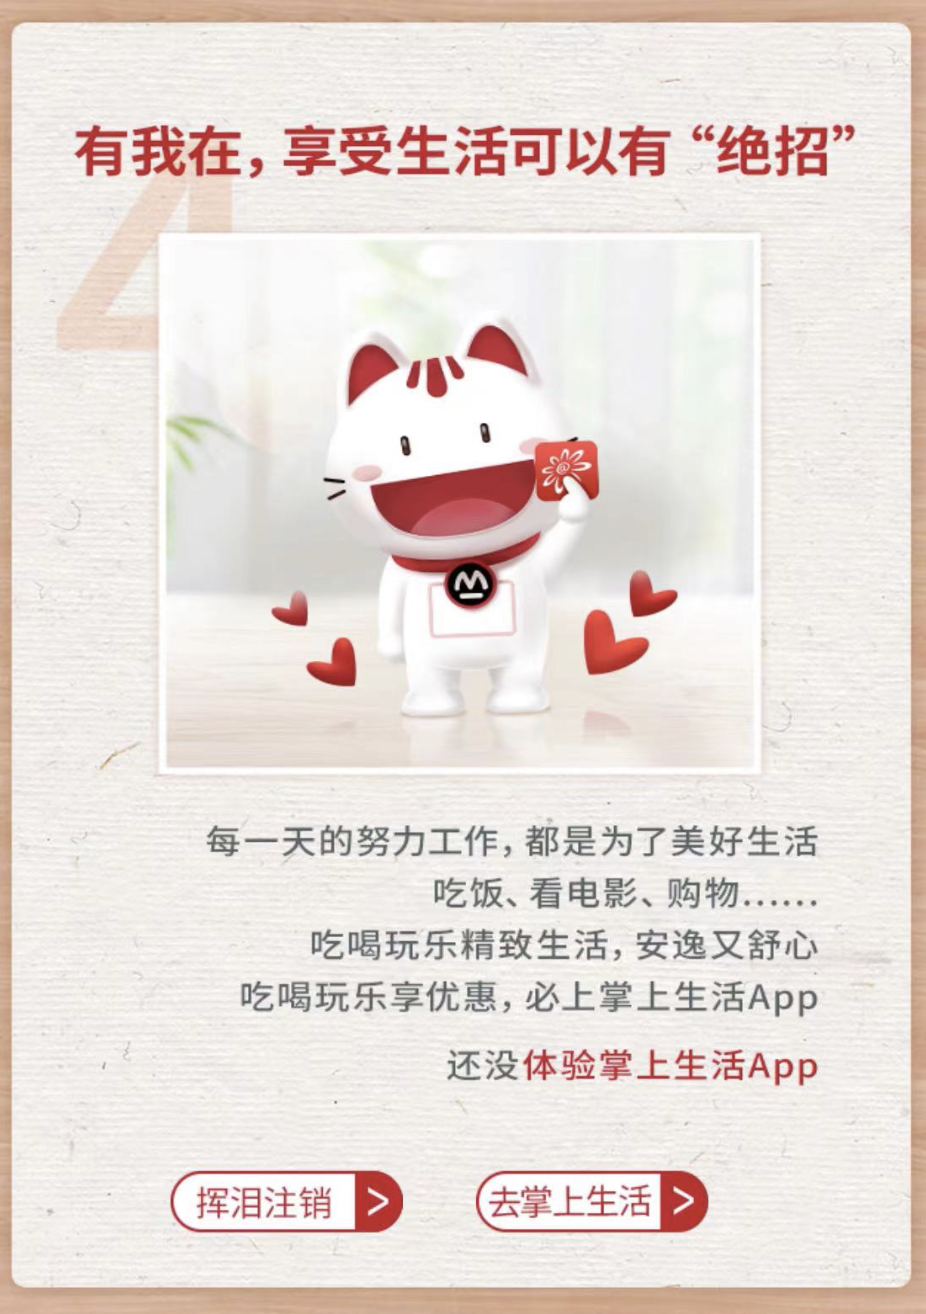 有我在，享受生活可以有“绝招”
4
每一天的努力工作，都是为了美好生活
吃饭、看电影、购物……
吃喝玩乐精致生活，安逸又舒心
吃喝玩乐享优惠，必上掌上生活App
还没体验掌上生活App
挥泪注销 >
去掌上生活 >